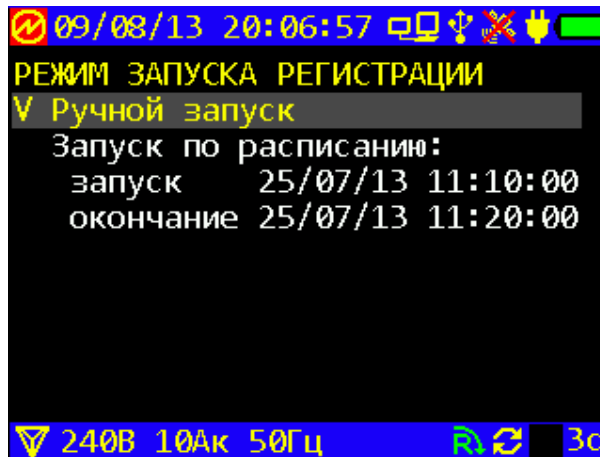 09/08/13 20:06:57
РЕЖИМ ЗАПУСКА РЕГИСТРАЦИИ
V Ручной запуск
Запуск по расписанию:
запуск 25/07/13 11:10:00
окончание 25/07/13 11:20:00
240В 10Ак 50Гц R 3с